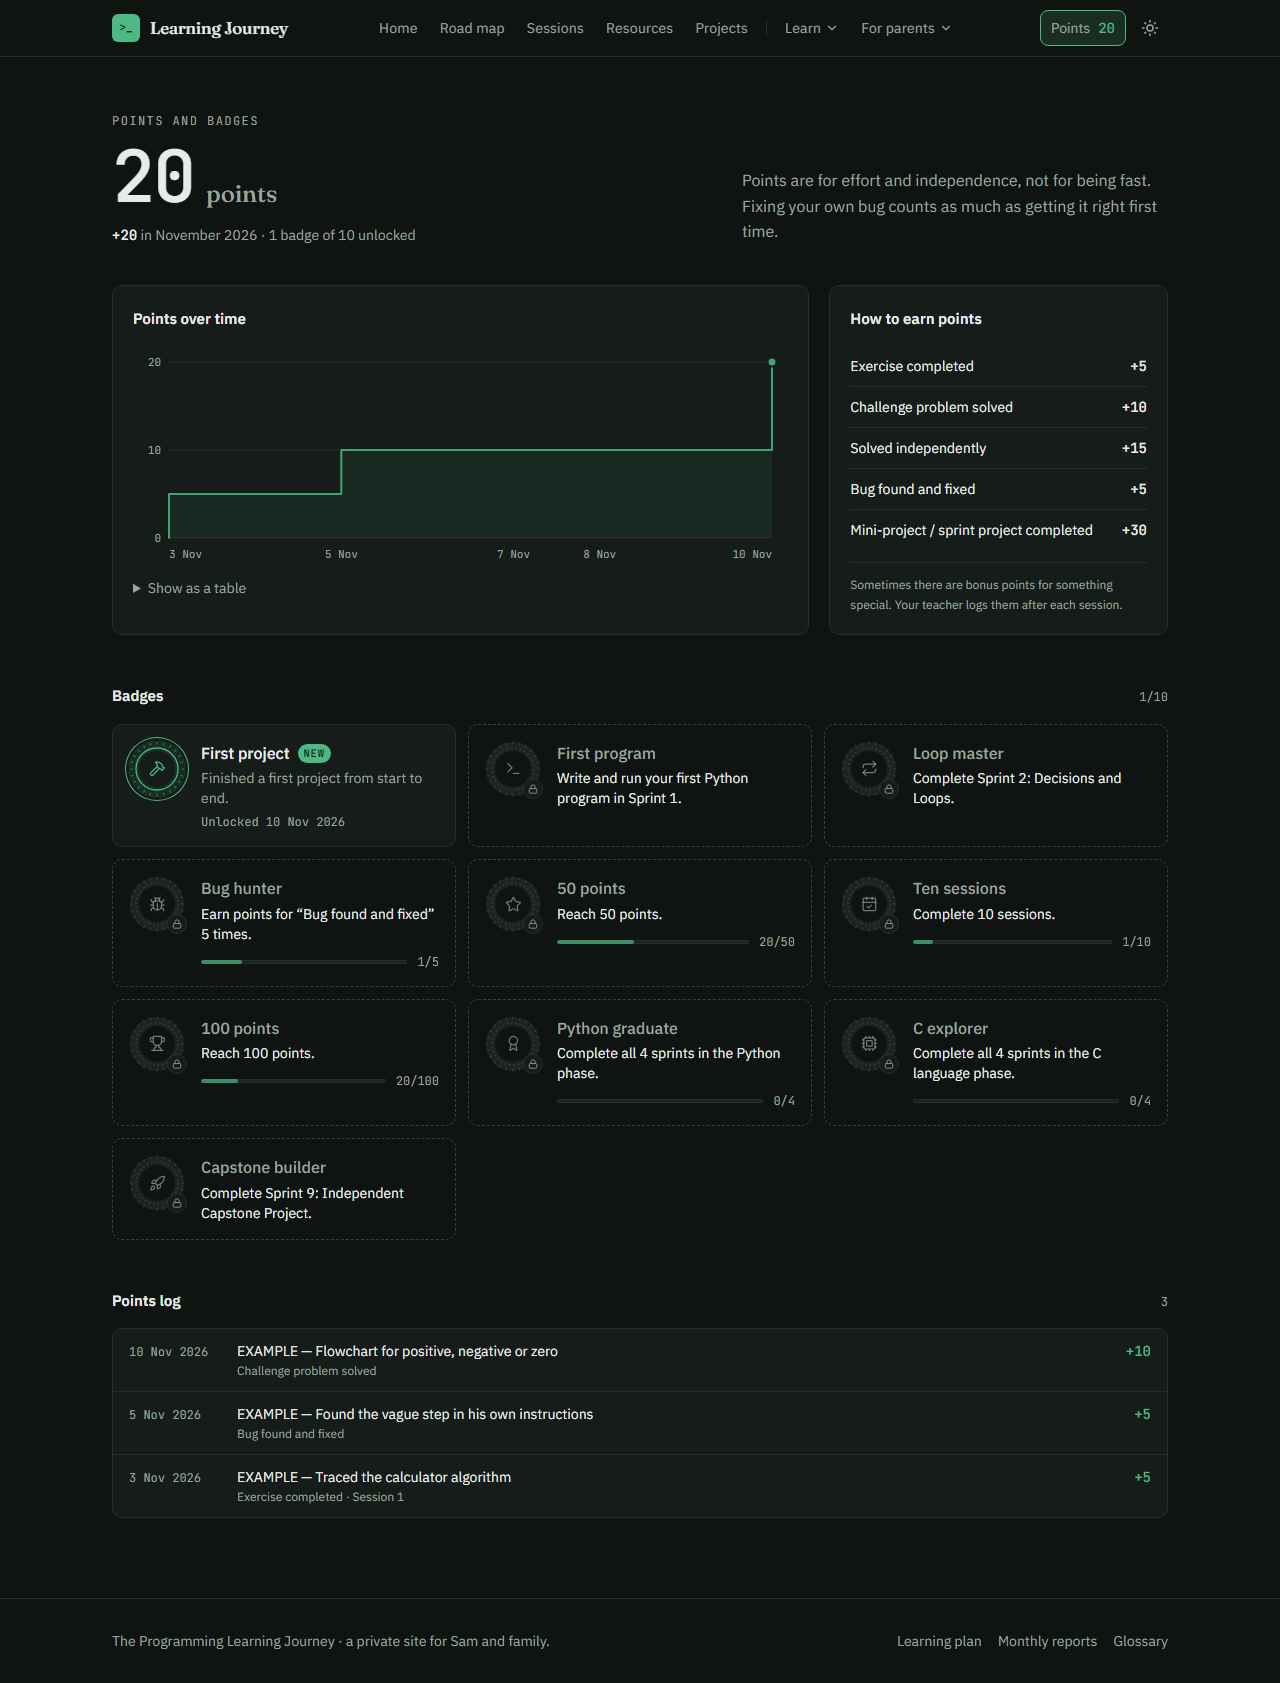 >_ Learning Journey
Home Road map Sessions Resources Projects Learn For parents
Points 20
POINTS AND BADGES
20 points
+20 in November 2026 · 1 badge of 10 unlocked
Points are for effort and independence, not for being fast.
Fixing your own bug counts as much as getting it right first
time.
Points over time
20
10
0
3 Nov 5 Nov 7 Nov 8 Nov 10 Nov
Show as a table
How to earn points
Exercise completed +5
Challenge problem solved +10
Solved independently +15
Bug found and fixed +5
Mini-project / sprint project completed +30
Sometimes there are bonus points for something
special. Your teacher logs them after each session.
Badges 1/10
First project NEW
Finished a first project from start to
end.
Unlocked 10 Nov 2026
First program
Write and run your first Python
program in Sprint 1.
Loop master
Complete Sprint 2: Decisions and
Loops.
Bug hunter
Earn points for “Bug found and fixed”
5 times.
1/5
50 points
Reach 50 points.
20/50
Ten sessions
Complete 10 sessions.
1/10
100 points
Reach 100 points.
20/100
Python graduate
Complete all 4 sprints in the Python
phase.
0/4
C explorer
Complete all 4 sprints in the C
language phase.
0/4
Capstone builder
Complete Sprint 9: Independent
Capstone Project.
Points log 3
10 Nov 2026 EXAMPLE — Flowchart for positive, negative or zero +10
Challenge problem solved
5 Nov 2026 EXAMPLE — Found the vague step in his own instructions +5
Bug found and fixed
3 Nov 2026 EXAMPLE — Traced the calculator algorithm +5
Exercise completed · Session 1
The Programming Learning Journey · a private site for Sam and family.
Learning plan Monthly reports Glossary